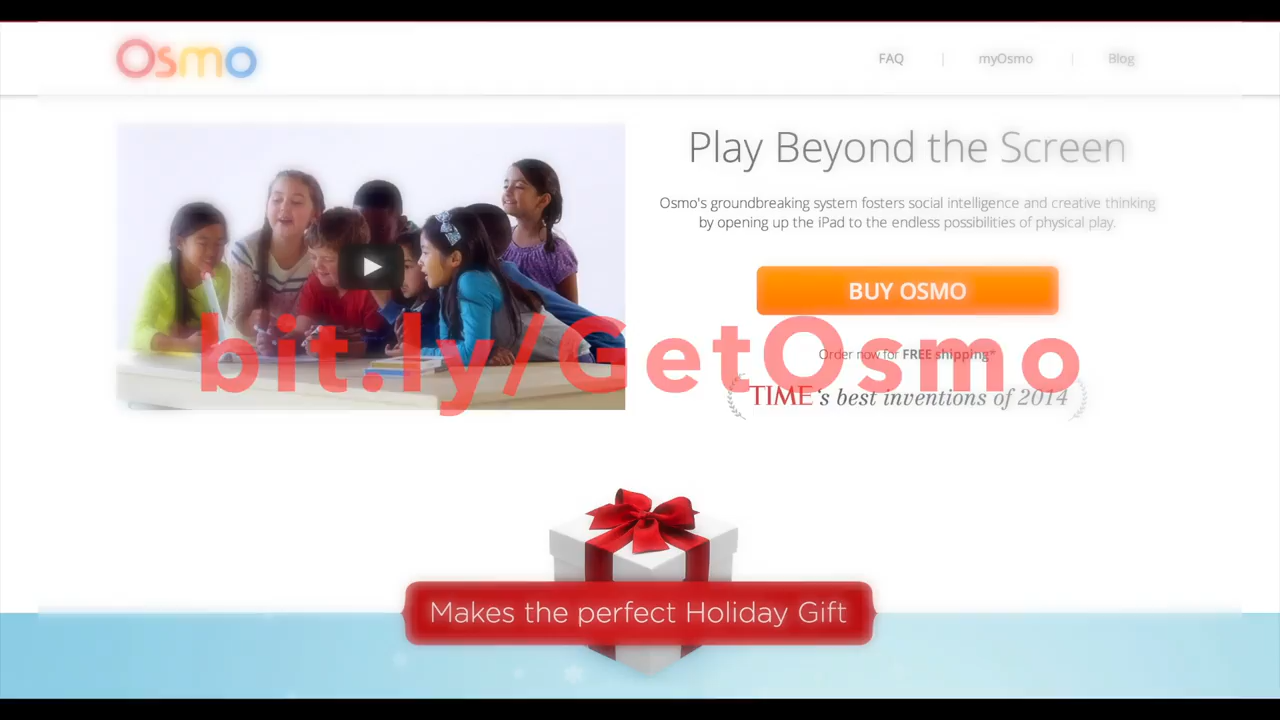 Osmo
FAQ | myOsmo | Blog
Play Beyond the Screen
Osmo's groundbreaking system fosters social intelligence and creative thinking
by opening up the iPad to the endless possibilities of physical play.
BUY OSMO
bit.ly/GetOsmo
Order now for FREE shipping*
TIME's best inventions of 2014
Makes the perfect Holiday Gift